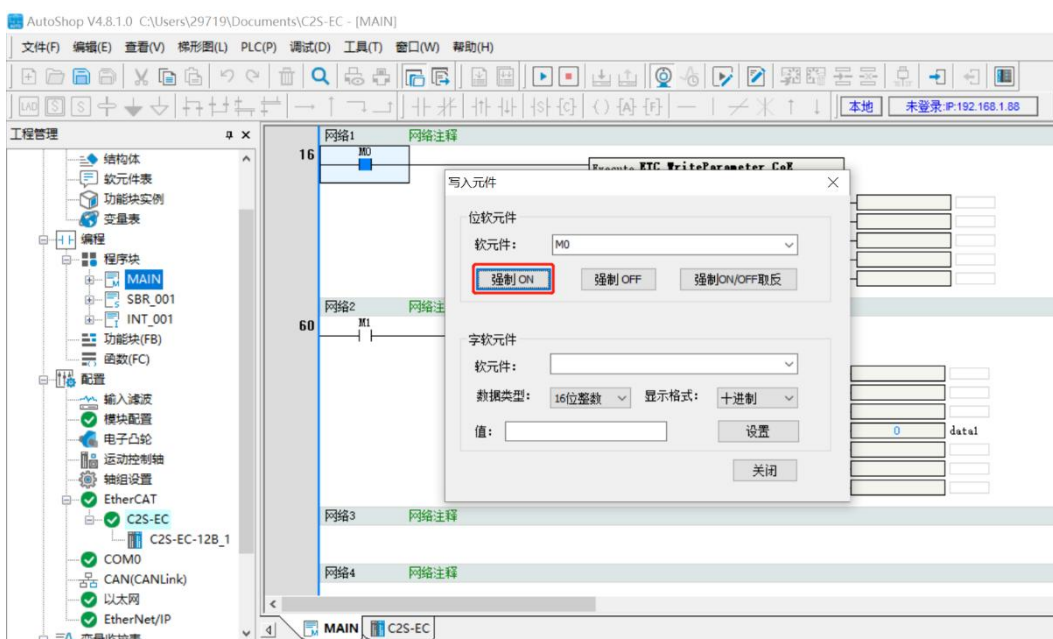 AutoShop V4.8.1.0 C:\Users\29719\Documents\C2S-EC - [MAIN]
文件(F) 编辑(E) 查看(V) 梯形图(L) PLC(P) 调试(D) 工具(T) 窗口(W) 帮助(H)
LAD S S
S C A F
本地 未登录:IP:192.168.1.88
工程管理
结构体
软元件表
功能块实例
变量表
编程
程序块
MAIN
SBR_001
INT_001
功能块(FB)
函数(FC)
配置
输入滤波
模块配置
电子凸轮
运动控制轴
轴组设置
EtherCAT
C2S-EC
C2S-EC-12B_1
COM0
CAN(CANLink)
以太网
EtherNet/IP
网络1 网络注释
16 M0
Execute ETC_WriteParameter_CoE
网络2 网络注
60 M1
0 data1
网络3 网络注释
网络4 网络注释
写入元件
位软元件
软元件: M0
强制 ON 强制 OFF 强制ON/OFF取反
字软元件
软元件:
数据类型: 16位整数 显示格式: 十进制
值: 设置
关闭
MAIN C2S-EC